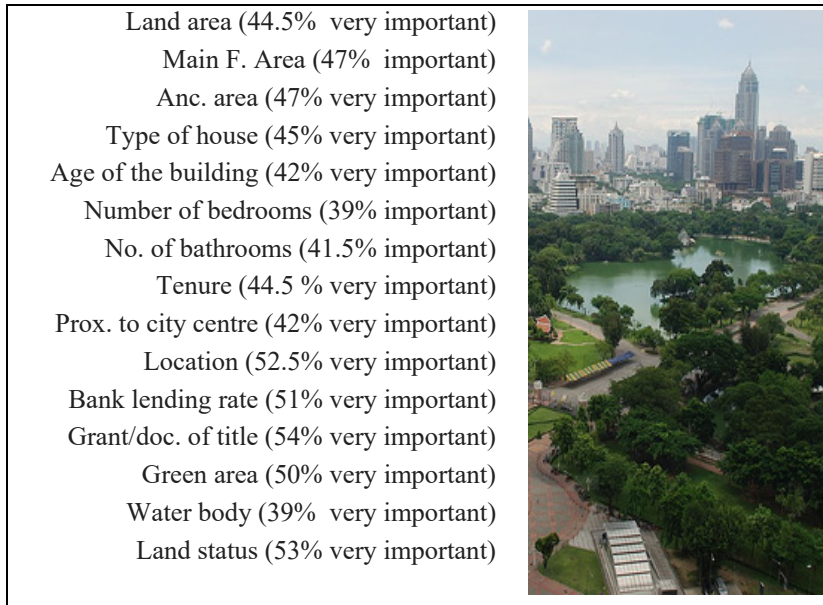 Land area (44.5%  very important)
Main F. Area (47%  important)
Anc. area (47% very important)
Type of house (45% very important)
Age of the building (42% very important)
Number of bedrooms (39% important)
No. of bathrooms (41.5% important)
Tenure (44.5 % very important)
Prox. to city centre (42% very important)
Location (52.5% very important)
Bank lending rate (51% very important)
Grant/doc. of title (54% very important)
Green area (50% very important)
Water body (39%  very important)
Land status (53% very important)